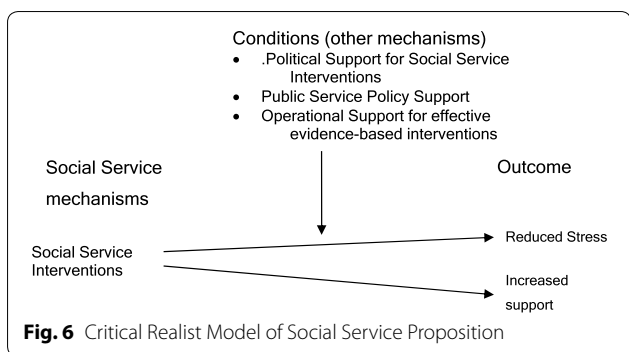 Conditions (other mechanisms)
• .Political Support for Social Service
Interventions
• Public Service Policy Support
• Operational Support for effective
evidence-based interventions
Social Service
mechanisms
Outcome
Social Service
Interventions
Reduced Stress
Increased
support
Fig. 6 Critical Realist Model of Social Service Proposition